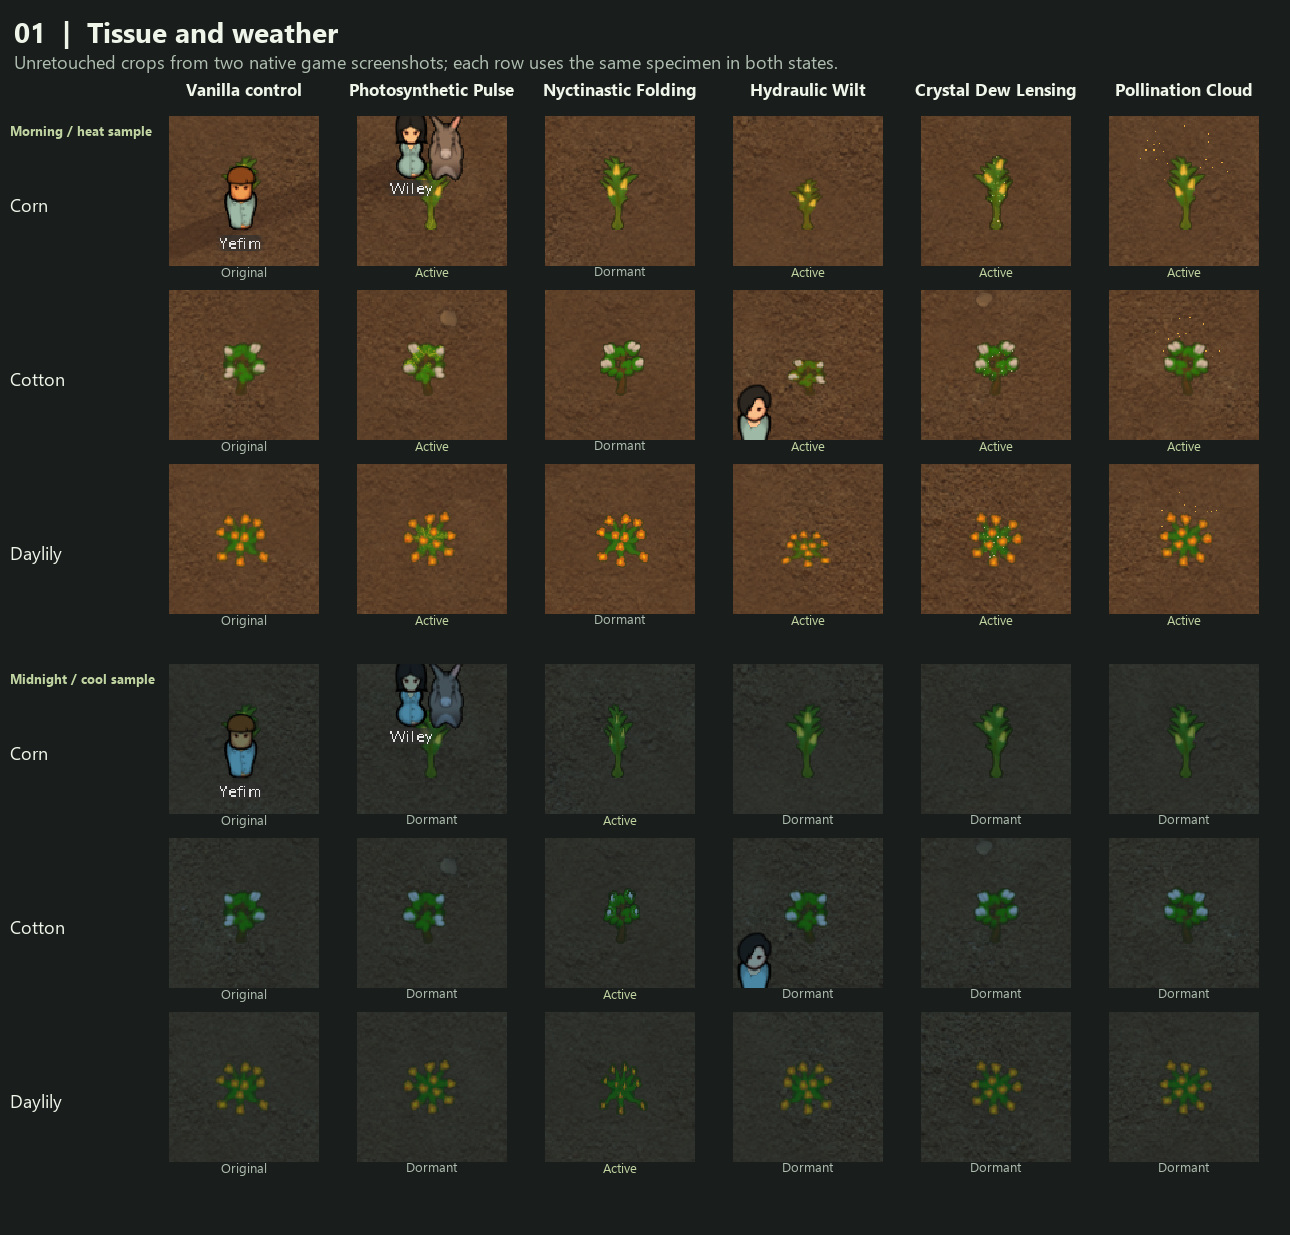 01 | Tissue and weather
Unretouched crops from two native game screenshots; each row uses the same specimen in both states.
Vanilla control Photosynthetic Pulse Nyctinastic Folding Hydraulic Wilt Crystal Dew Lensing Pollination Cloud
Morning / heat sample
Wiley
Corn
Yefim
Original Active Dormant Active Active Active
Cotton
Original Active Dormant Active Active Active
Daylily
Original Active Dormant Active Active Active
Midnight / cool sample
Wiley
Corn
Yefim
Original Dormant Active Dormant Dormant Dormant
Cotton
Original Dormant Active Dormant Dormant Dormant
Daylily
Original Dormant Active Dormant Dormant Dormant